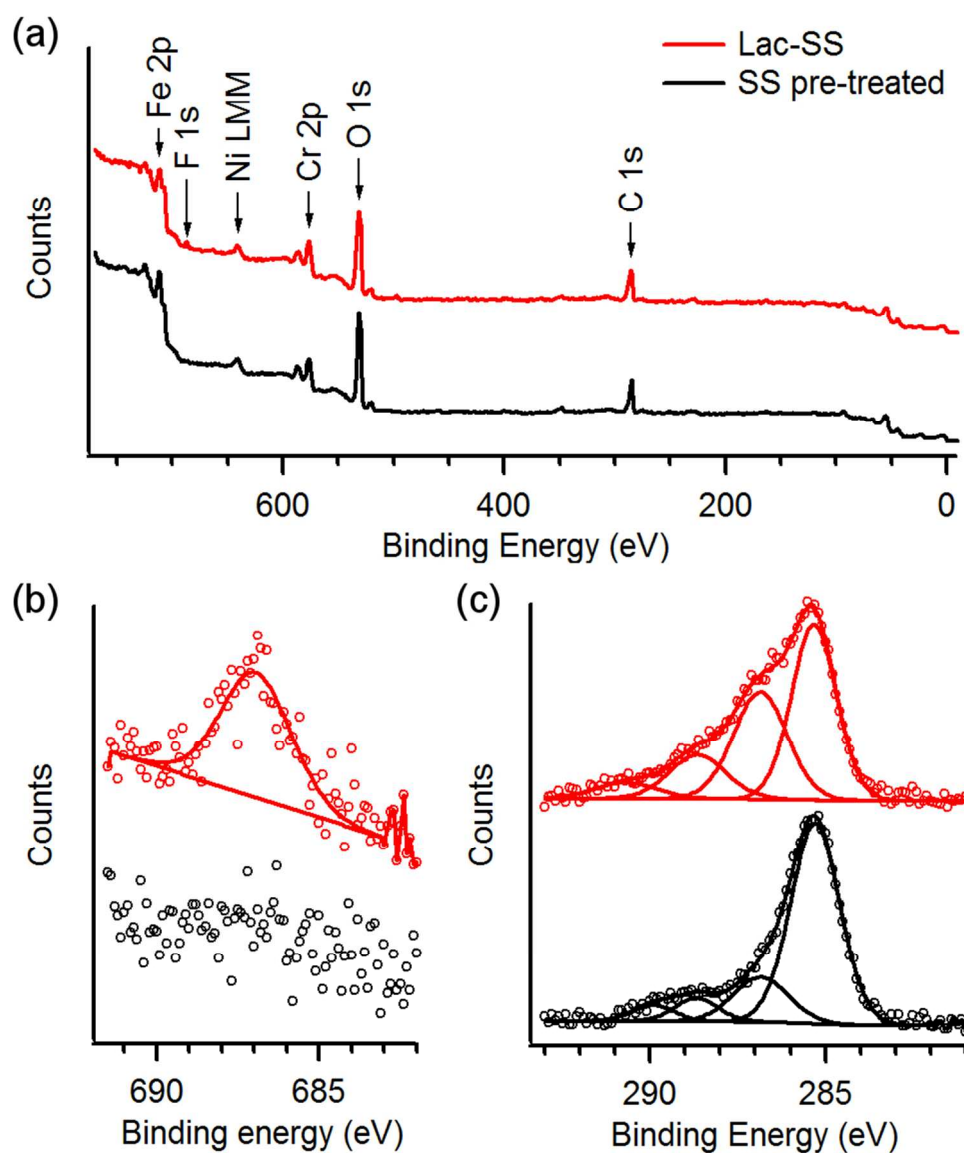 (a)
Lac-SS
SS pre-treated
Fe 2p
F 1s
Ni LMM
Cr 2p
O 1s
C 1s
Counts
600
400
200
0
Binding Energy (eV)
(b)
Counts
690
685
Binding energy (eV)
(c)
Counts
290
285
Binding Energy (eV)